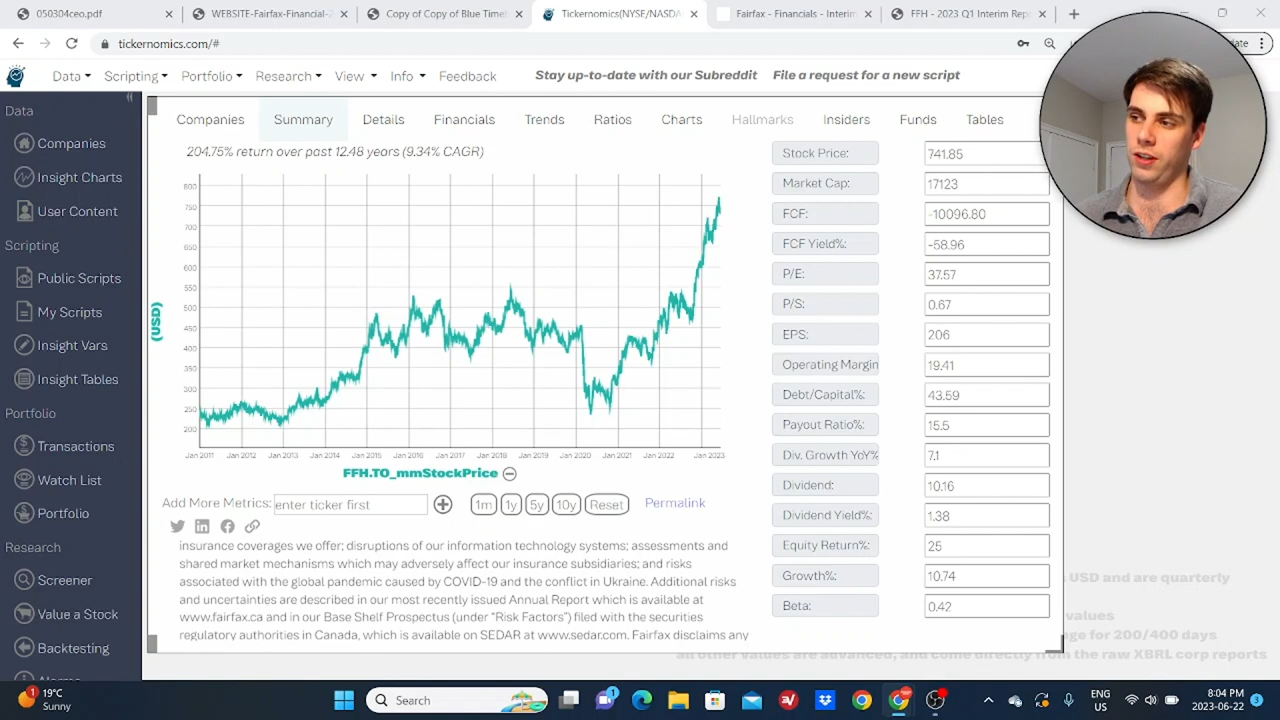 050304ceo.pdf
WEBSITE-Fairfax-Financial-2
Copy of Copy of Blue Timel
Tickernomics(NYSE/NASDA
Fairfax - Financials - Interim
FFH - 2023 Q1 Interim Rep
tickernomics.com/#
Data
Scripting
Portfolio
Research
View
Info
Feedback
Stay up-to-date with our Subreddit
File a request for a new script
Data
Companies
Insight Charts
User Content
Scripting
Public Scripts
My Scripts
Insight Vars
Insight Tables
Portfolio
Transactions
Watch List
Portfolio
Research
Screener
Value a Stock
Backtesting
Companies
Summary
Details
Financials
Trends
Ratios
Charts
Hallmarks
Insiders
Funds
Tables
204.75% return over past 12.48 years (9.34% CAGR)
800
750
700
650
600
550
500
450
400
350
300
250
200
(USD)
Jan 2011
Jan 2012
Jan 2013
Jan 2014
Jan 2015
Jan 2016
Jan 2017
Jan 2018
Jan 2019
Jan 2020
Jan 2021
Jan 2022
Jan 2023
FFH.TO_mmStockPrice
Add More Metrics:
enter ticker first
1m
1y
5y
10y
Reset
Permalink
insurance coverages we offer; disruptions of our information technology systems; assessments and
shared market mechanisms which may adversely affect our insurance subsidiaries; and risks
associated with the global pandemic caused by COVID-19 and the conflict in Ukraine. Additional risks
and uncertainties are described in our most recently issued Annual Report which is available at
www.fairfax.ca and in our Base Shelf Prospectus (under “Risk Factors”) filed with the securities
regulatory authorities in Canada, which is available on SEDAR at www.sedar.com. Fairfax disclaims any
Stock Price: 741.85
Market Cap: 17123
FCF: -10096.80
FCF Yield%: -58.96
P/E: 37.57
P/S: 0.67
EPS: 206
Operating Margin 19.41
Debt/Capital%: 43.59
Payout Ratio%: 15.5
Div. Growth YoY% 7.1
Dividend: 10.16
Dividend Yield%: 1.38
Equity Return%: 25
Growth%: 10.74
Beta: 0.42
USD and are quarterly
values
ge for 200/400 days
all other values are advanced, and come directly from the raw XBRL corp reports
1
19°C
Sunny
Search
1
ENG
US
8:04 PM
2023-06-22
3